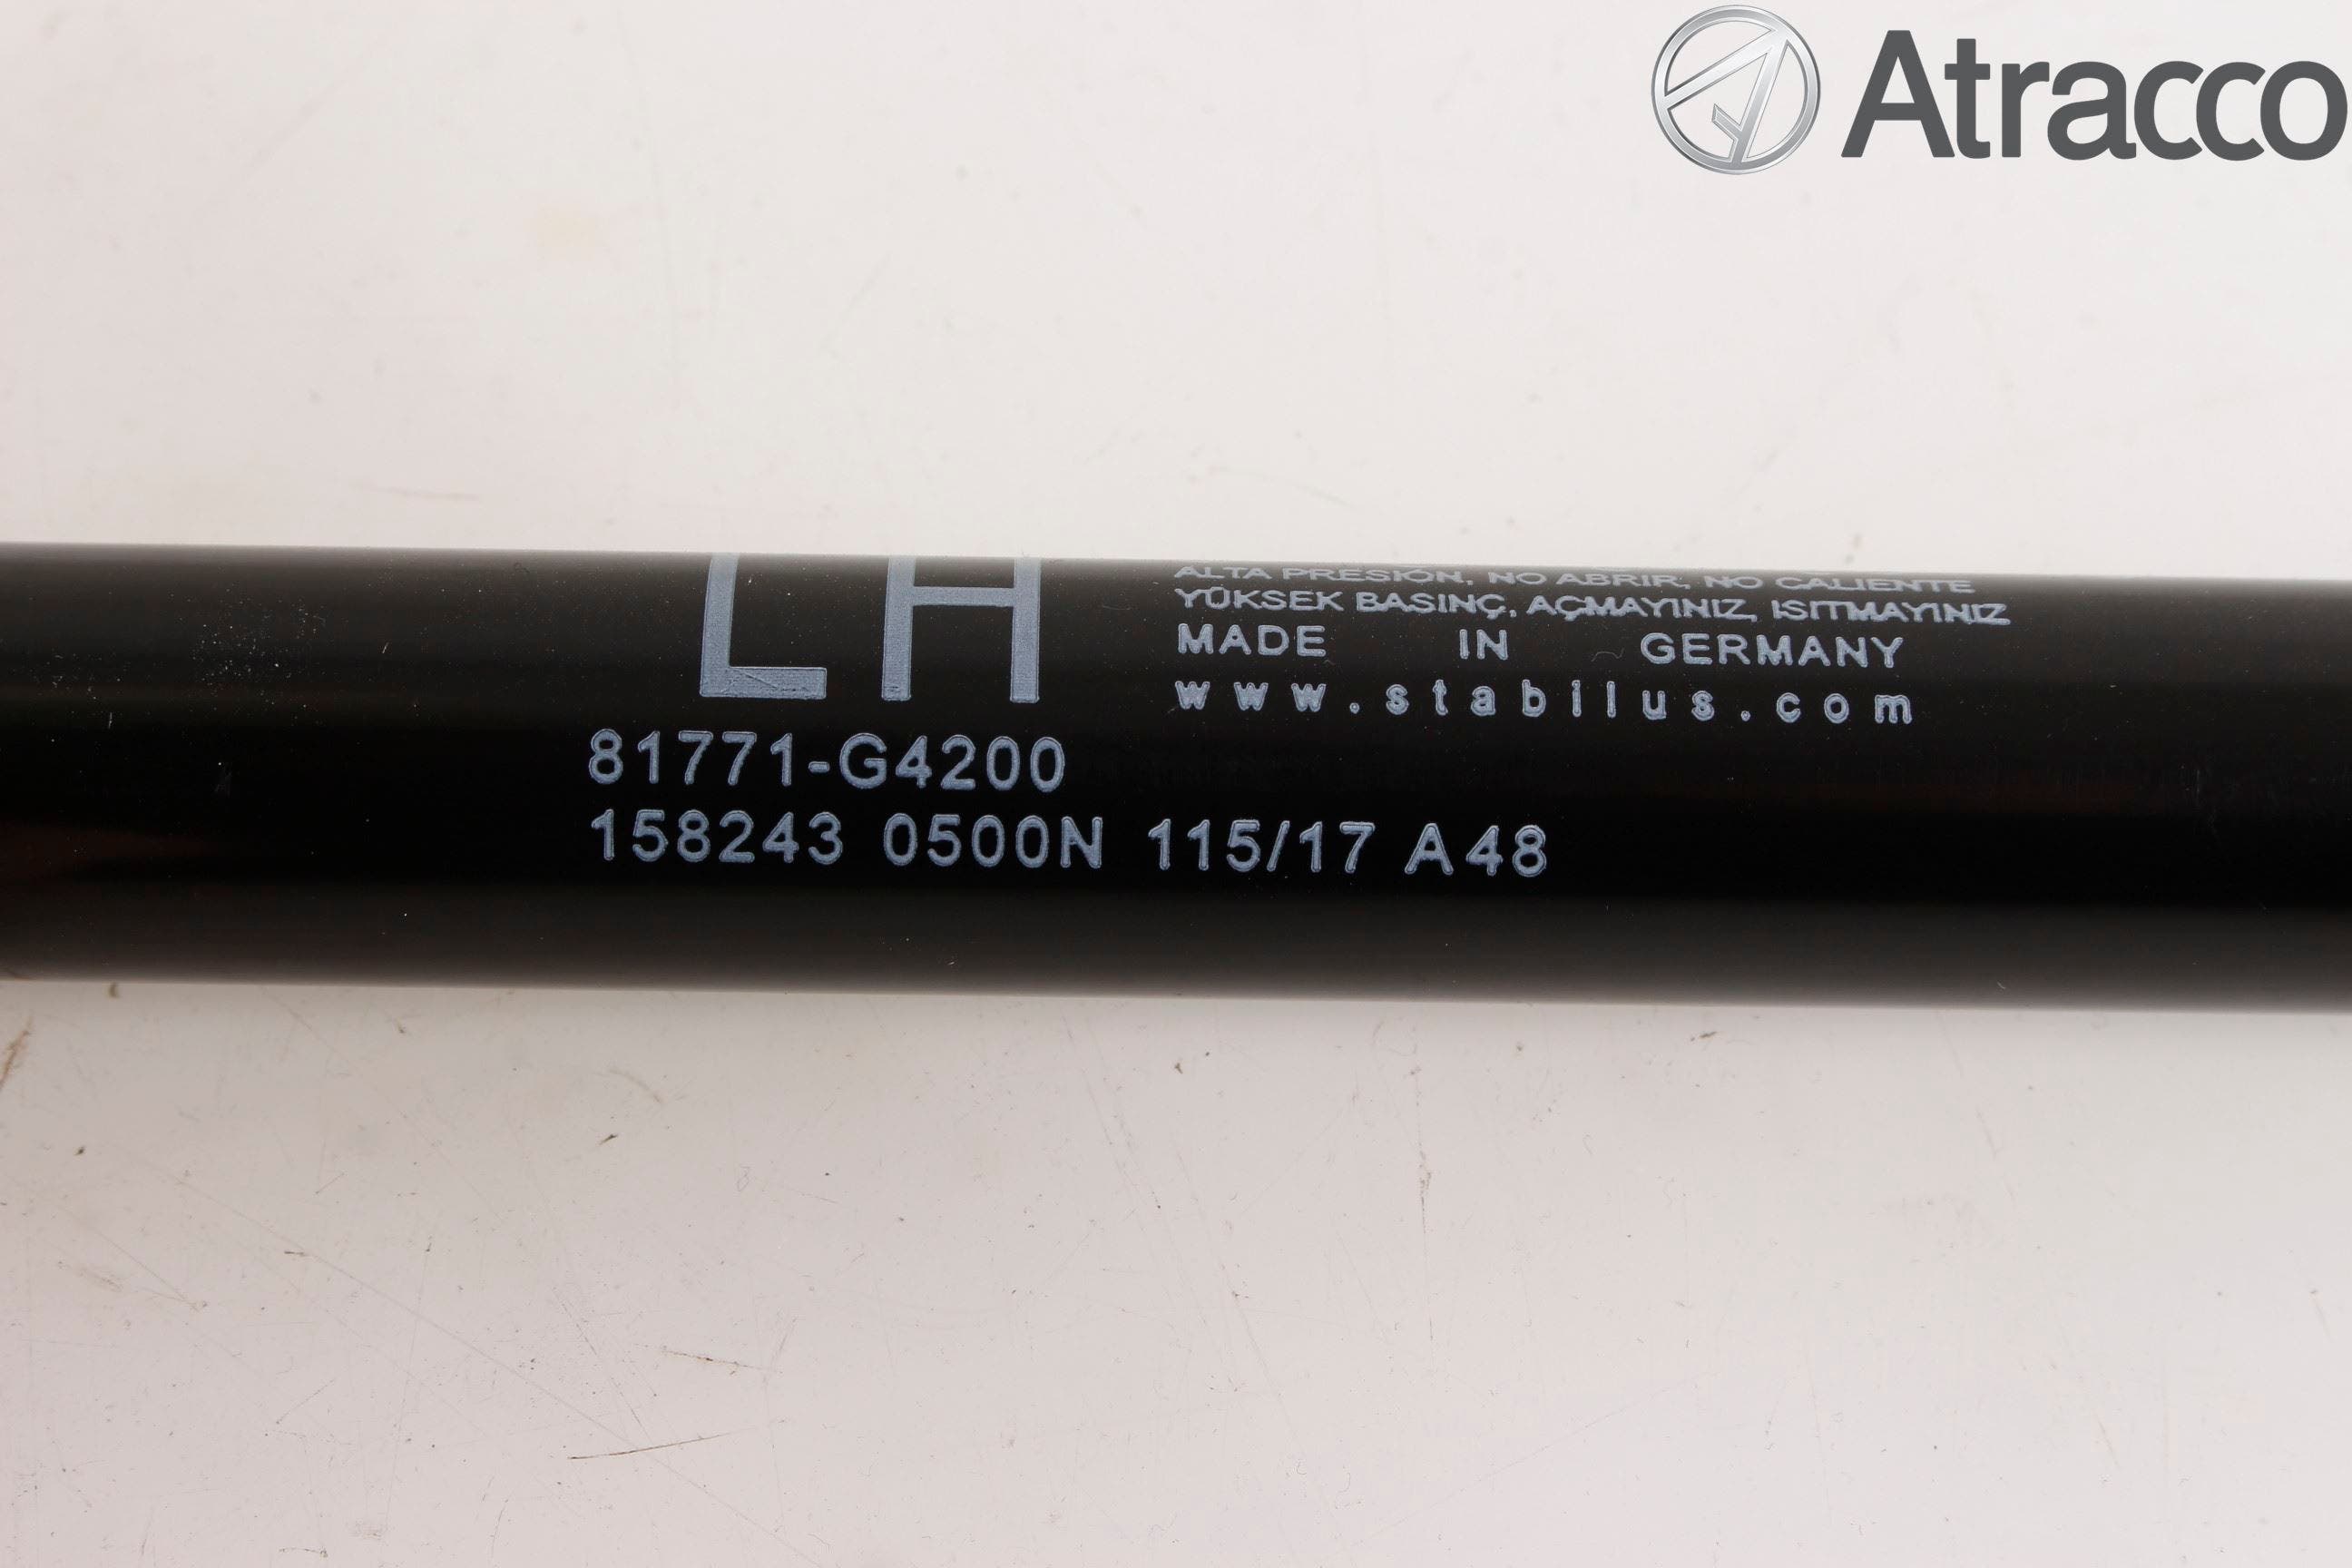 Atracco
LH
ALTA PRESIÓN, NO ABRIR, NO CALIENTE
YÜKSEK BASINÇ, AÇMAYINIZ, ISITMAYINIZ
MADE IN GERMANY
www.stabilus.com
81771-G4200
158243 0500N 115/17 A48